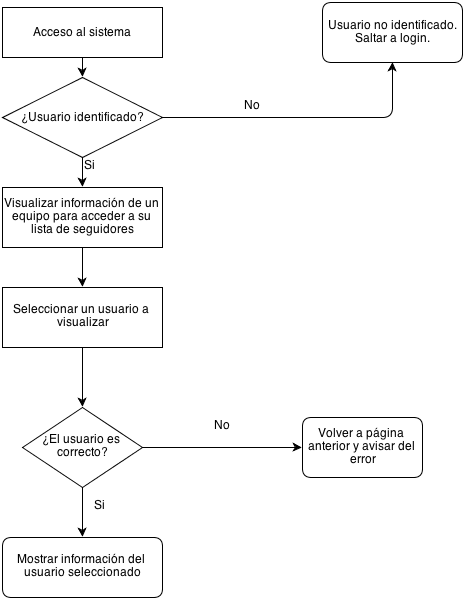 Acceso al sistema
Usuario no identificado.
Saltar a login.
¿Usuario identificado?
No
Si
Visualizar información de un
equipo para acceder a su
lista de seguidores
Seleccionar un usuario a
visualizar
¿El usuario es
correcto?
No
Volver a página
anterior y avisar del
error
Si
Mostrar información del
usuario seleccionado